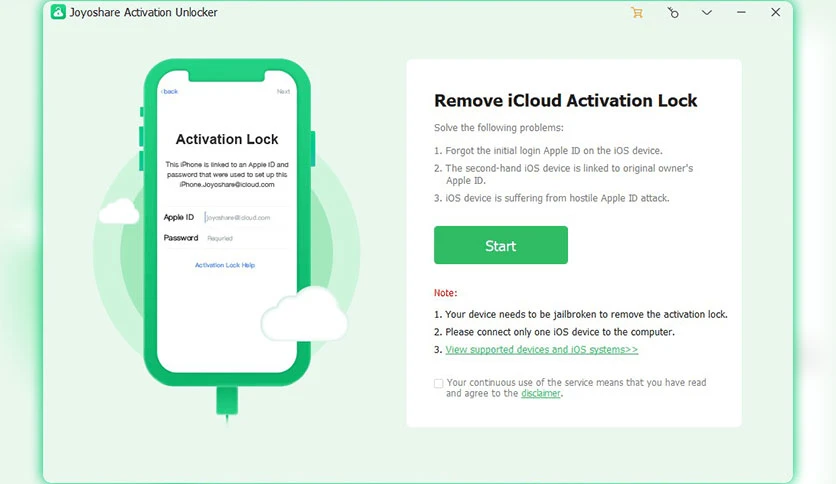 Joyoshare Activation Unlocker
back
Next
Activation Lock
This iPhone is linked to an Apple ID and
password that were used to set up this
iPhone.Joyoshare@icloud.com
Apple ID joyoshare@icloud.com
Password Requried
Activation Lock Help
Remove iCloud Activation Lock
Solve the following problems:
1. Forgot the initial login Apple ID on the iOS device.
2. The second-hand iOS device is linked to original owner's
Apple ID.
3. iOS device is suffering from hostile Apple ID attack.
Start
Note:
1. Your device needs to be jailbroken to remove the activation lock.
2. Please connect only one iOS device to the computer.
3. View supported devices and iOS systems>>
Your continuous use of the service means that you have read
and agree to the disclaimer.